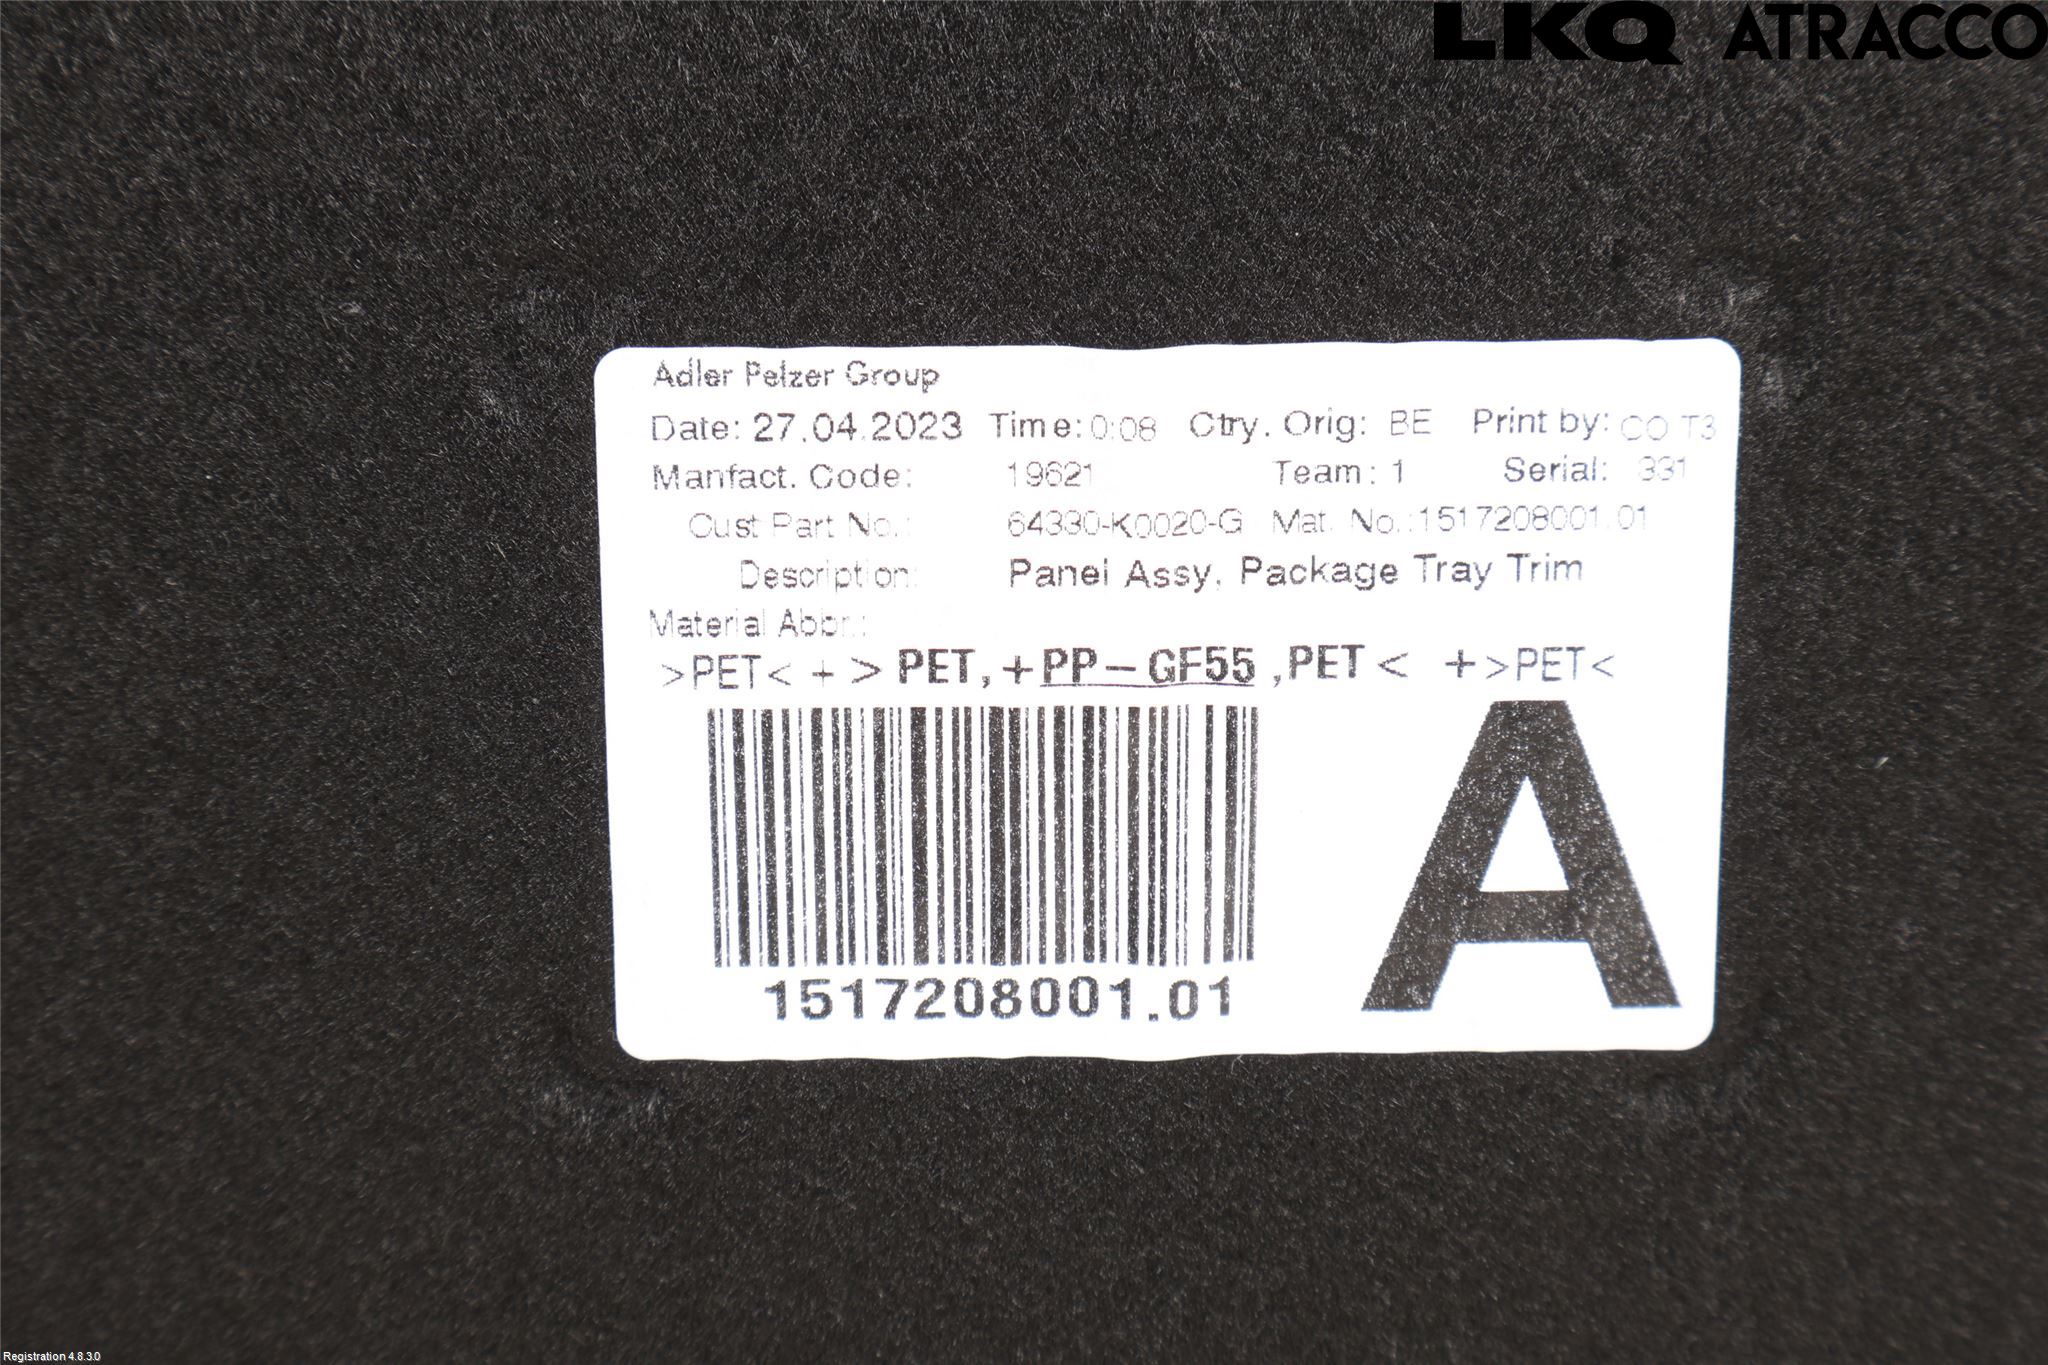 LKQ ATRACCO
Adler Pelzer Group
Date: 27.04.2023 Time: 0:08 Ctry. Orig: BE Print by: CO T3
Manfact. Code: 19621 Team: 1 Serial: 331
Cust Part No.: 64330-K0020-G Mat. No.:1517208001.01
Description: Panel Assy, Package Tray Trim
Material Abbr.:
>PET< + > PET,+PP-GF55 ,PET < +>PET<
A
1517208001.01
Registration 4.8.3.0